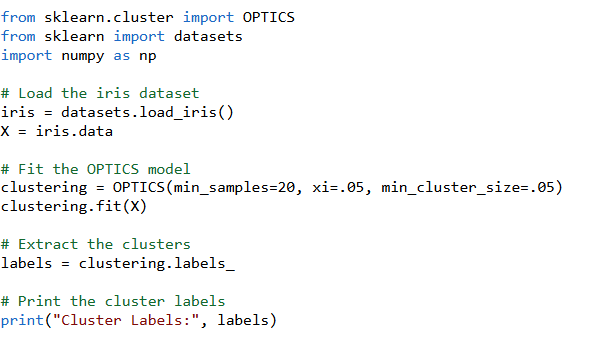 from sklearn.cluster import OPTICS
from sklearn import datasets
import numpy as np

# Load the iris dataset
iris = datasets.load_iris()
X = iris.data

# Fit the OPTICS model
clustering = OPTICS(min_samples=20, xi=.05, min_cluster_size=.05)
clustering.fit(X)

# Extract the clusters
labels = clustering.labels_

# Print the cluster labels
print("Cluster Labels:", labels)